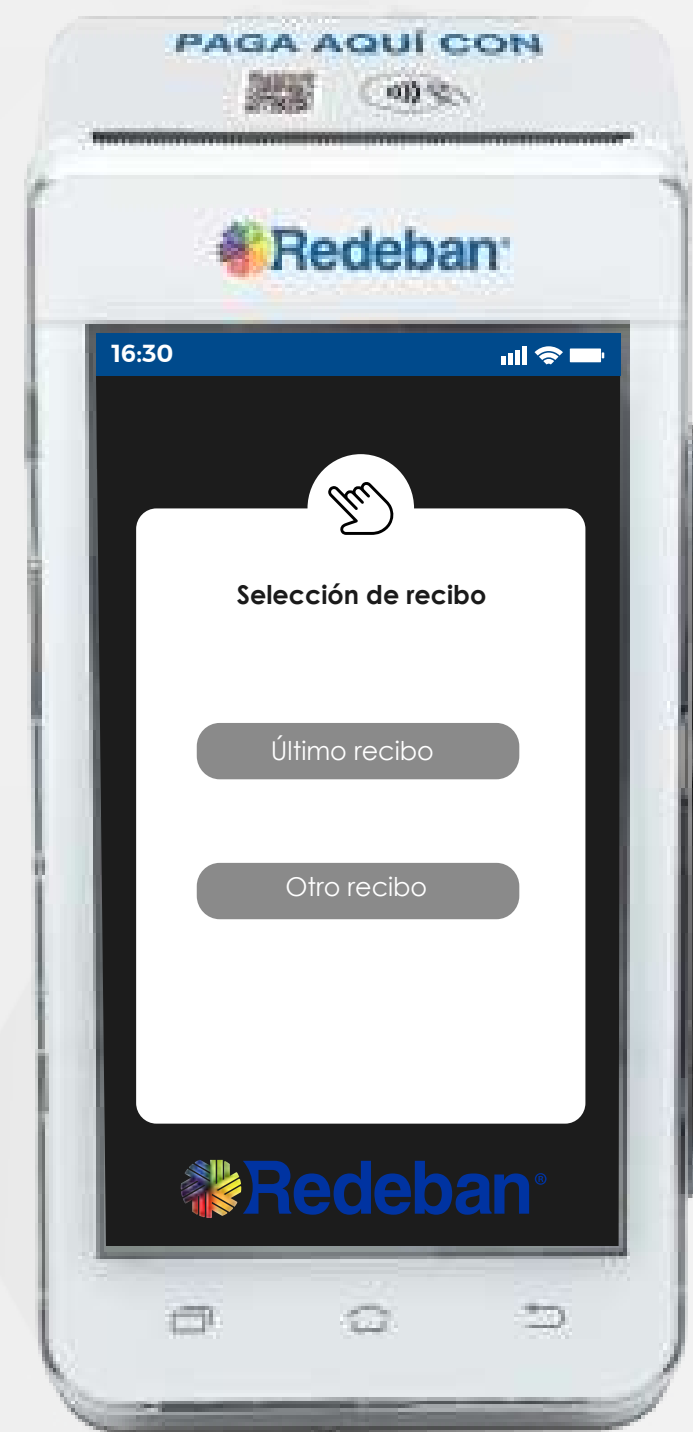 PAGA AQUÍ CON
Redeban
16:30
Selección de recibo
Último recibo
Otro recibo
Redeban®